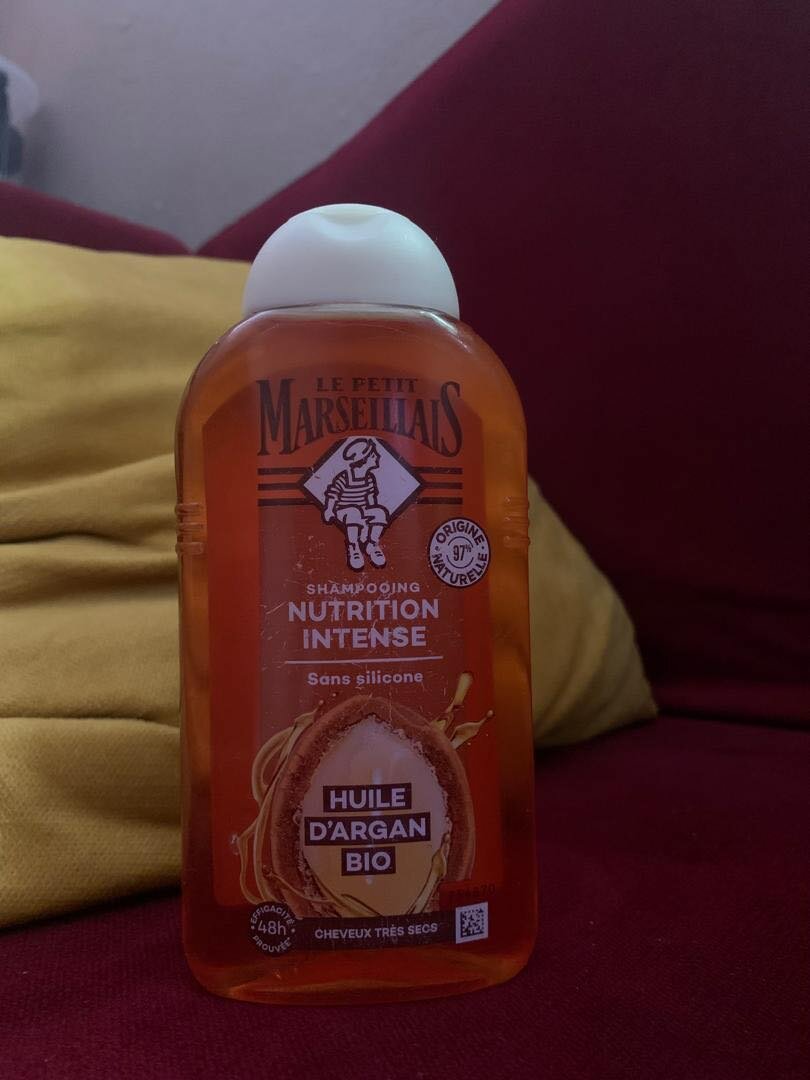 LE PETIT
MARSEILLAIS
ORIGINE
97%
NATURELLE
SHAMPOOING
NUTRITION
INTENSE
Sans silicone
HUILE
D'ARGAN
BIO
EFFICACITÉ
48h
PROUVÉE*
CHEVEUX TRÈS SECS